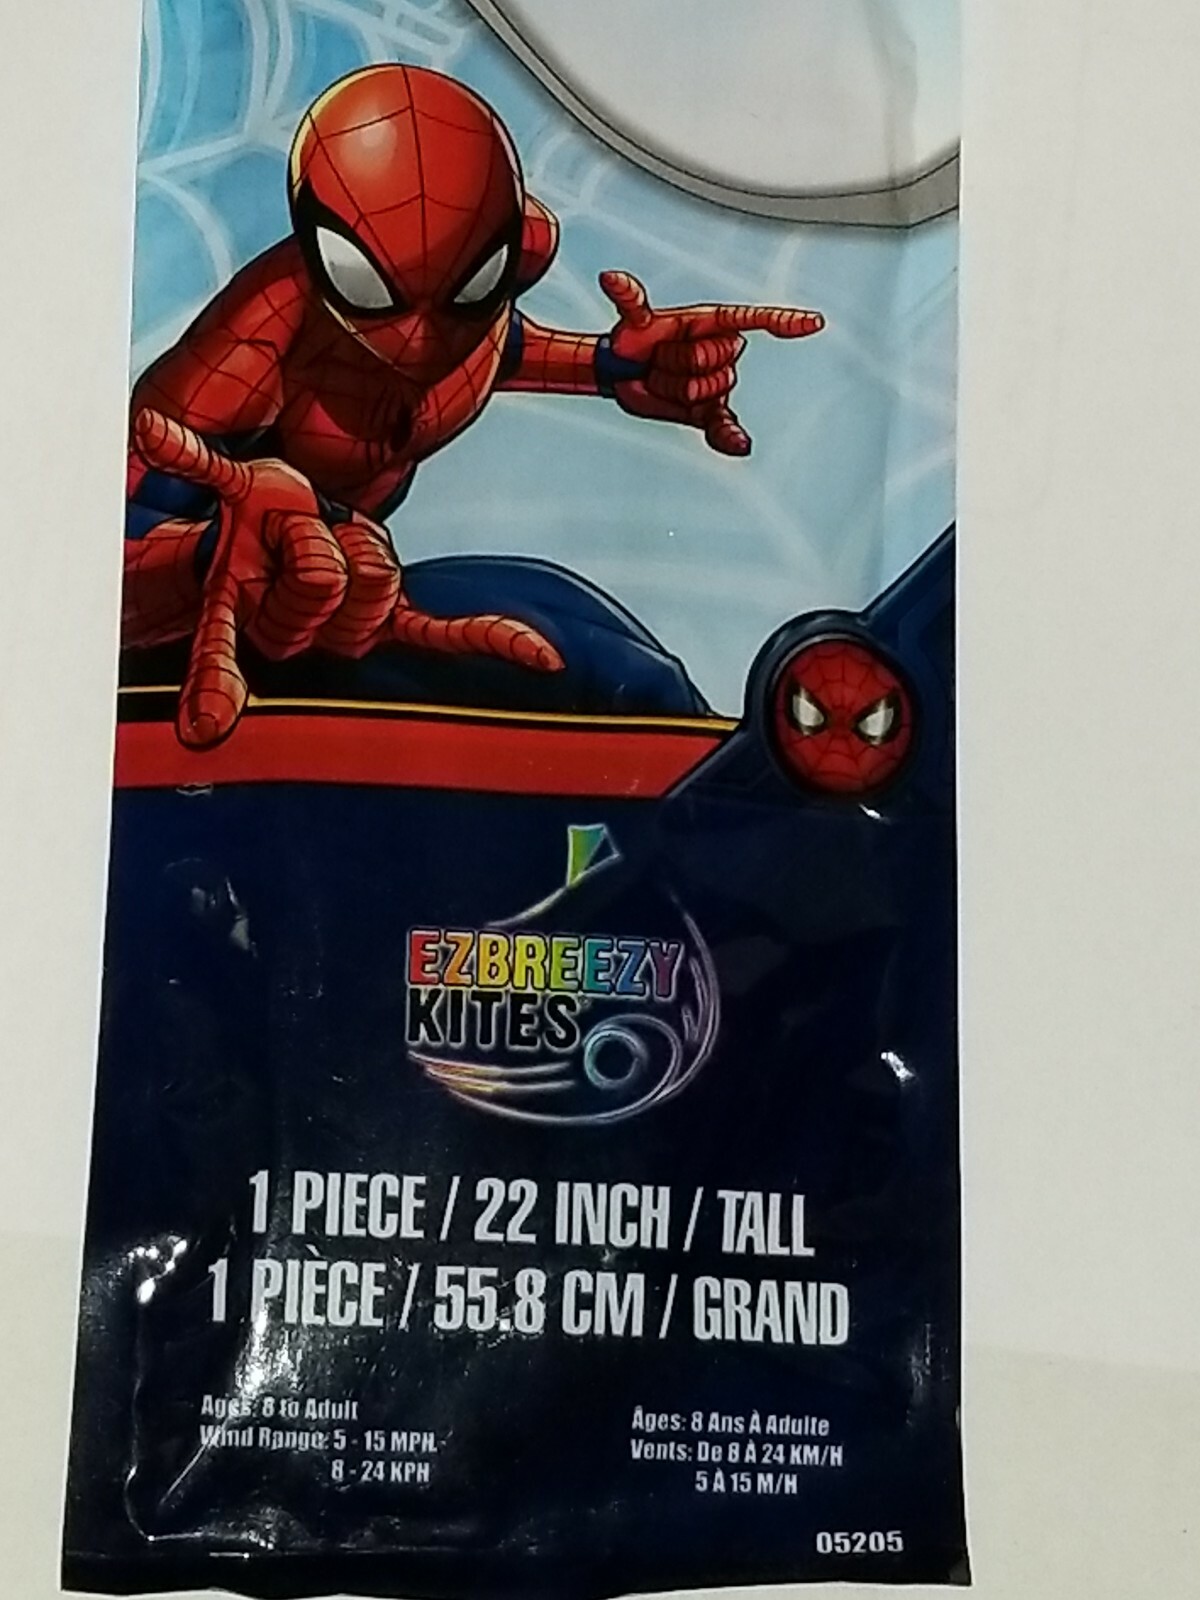 EZBREEZY
KITES
1 PIECE / 22 INCH / TALL
1 PIÈCE / 55.8 CM / GRAND
Ages: 8 to Adult
Wind Range: 5 - 15 MPH
8 - 24 KPH
Âges: 8 Ans À Adulte
Vents: De 8 À 24 KM/H
5 À 15 M/H
05205